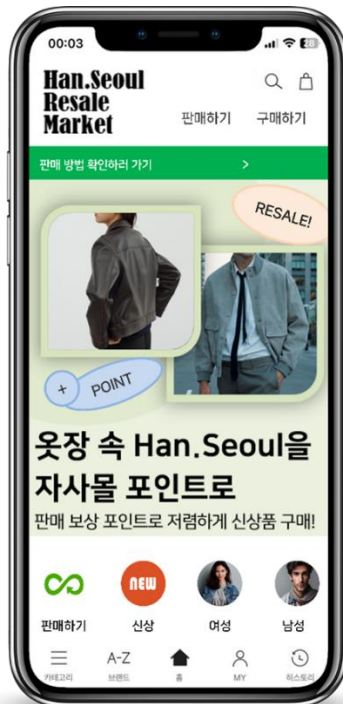 00:03
28
Han.Seoul
Resale
Market
판매하기 구매하기
판매 방법 확인하러 가기 >
RESALE!
+ POINT
옷장 속 Han.Seoul을
자사몰 포인트로
판매 보상 포인트로 저렴하게 신상품 구매!
NEW
판매하기 신상 여성 남성
A-Z
카테고리 브랜드 홈 MY 히스토리